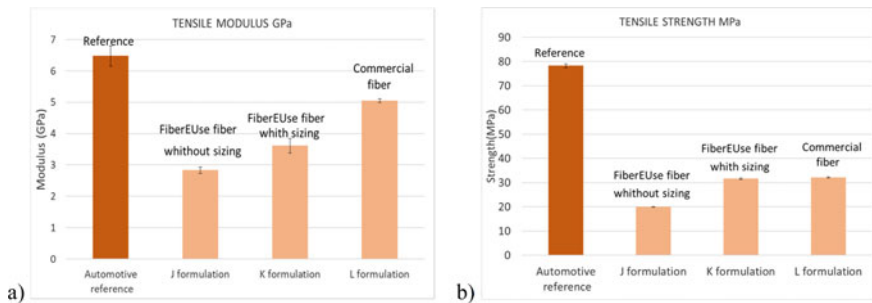 TENSILE MODULUS GPa
7
6
5
4
3
2
1
0
Modulus (GPa)
Reference
FiberEUse fiber
whithout sizing
FiberEUse fiber
whith sizing
Commercial
fiber
Automotive
reference
J formulation
K formulation
L formulation
a)
TENSILE STRENGTH MPa
90
80
70
60
50
40
30
20
10
0
Strength(MPa)
Reference
FiberEUse fiber
whithout sizing
FiberEUse fiber
whith sizing
Commercial
fiber
Automotive
reference
J formulation
K formulation
L formulation
b)